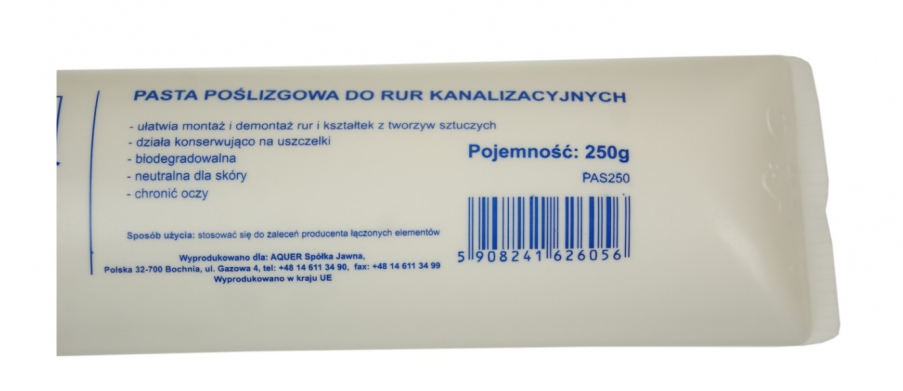 PASTA POŚLIZGOWA DO RUR KANALIZACYJNYCH
- ułatwia montaż i demontaż rur i kształtek z tworzyw sztucznych
- działa konserwująco na uszczelki
- biodegradowalna
- neutralna dla skóry
- chronić oczy
Pojemność: 250g
PAS250
Sposób użycia: stosować się do zaleceń producenta łączonych elementów
Wyprodukowano dla: AQUER Spółka Jawna,
Polska 32-700 Bochnia, ul. Gazowa 4, tel: +48 14 611 34 90, fax: +48 14 611 34 99
Wyprodukowano w kraju UE
5 908241 626056